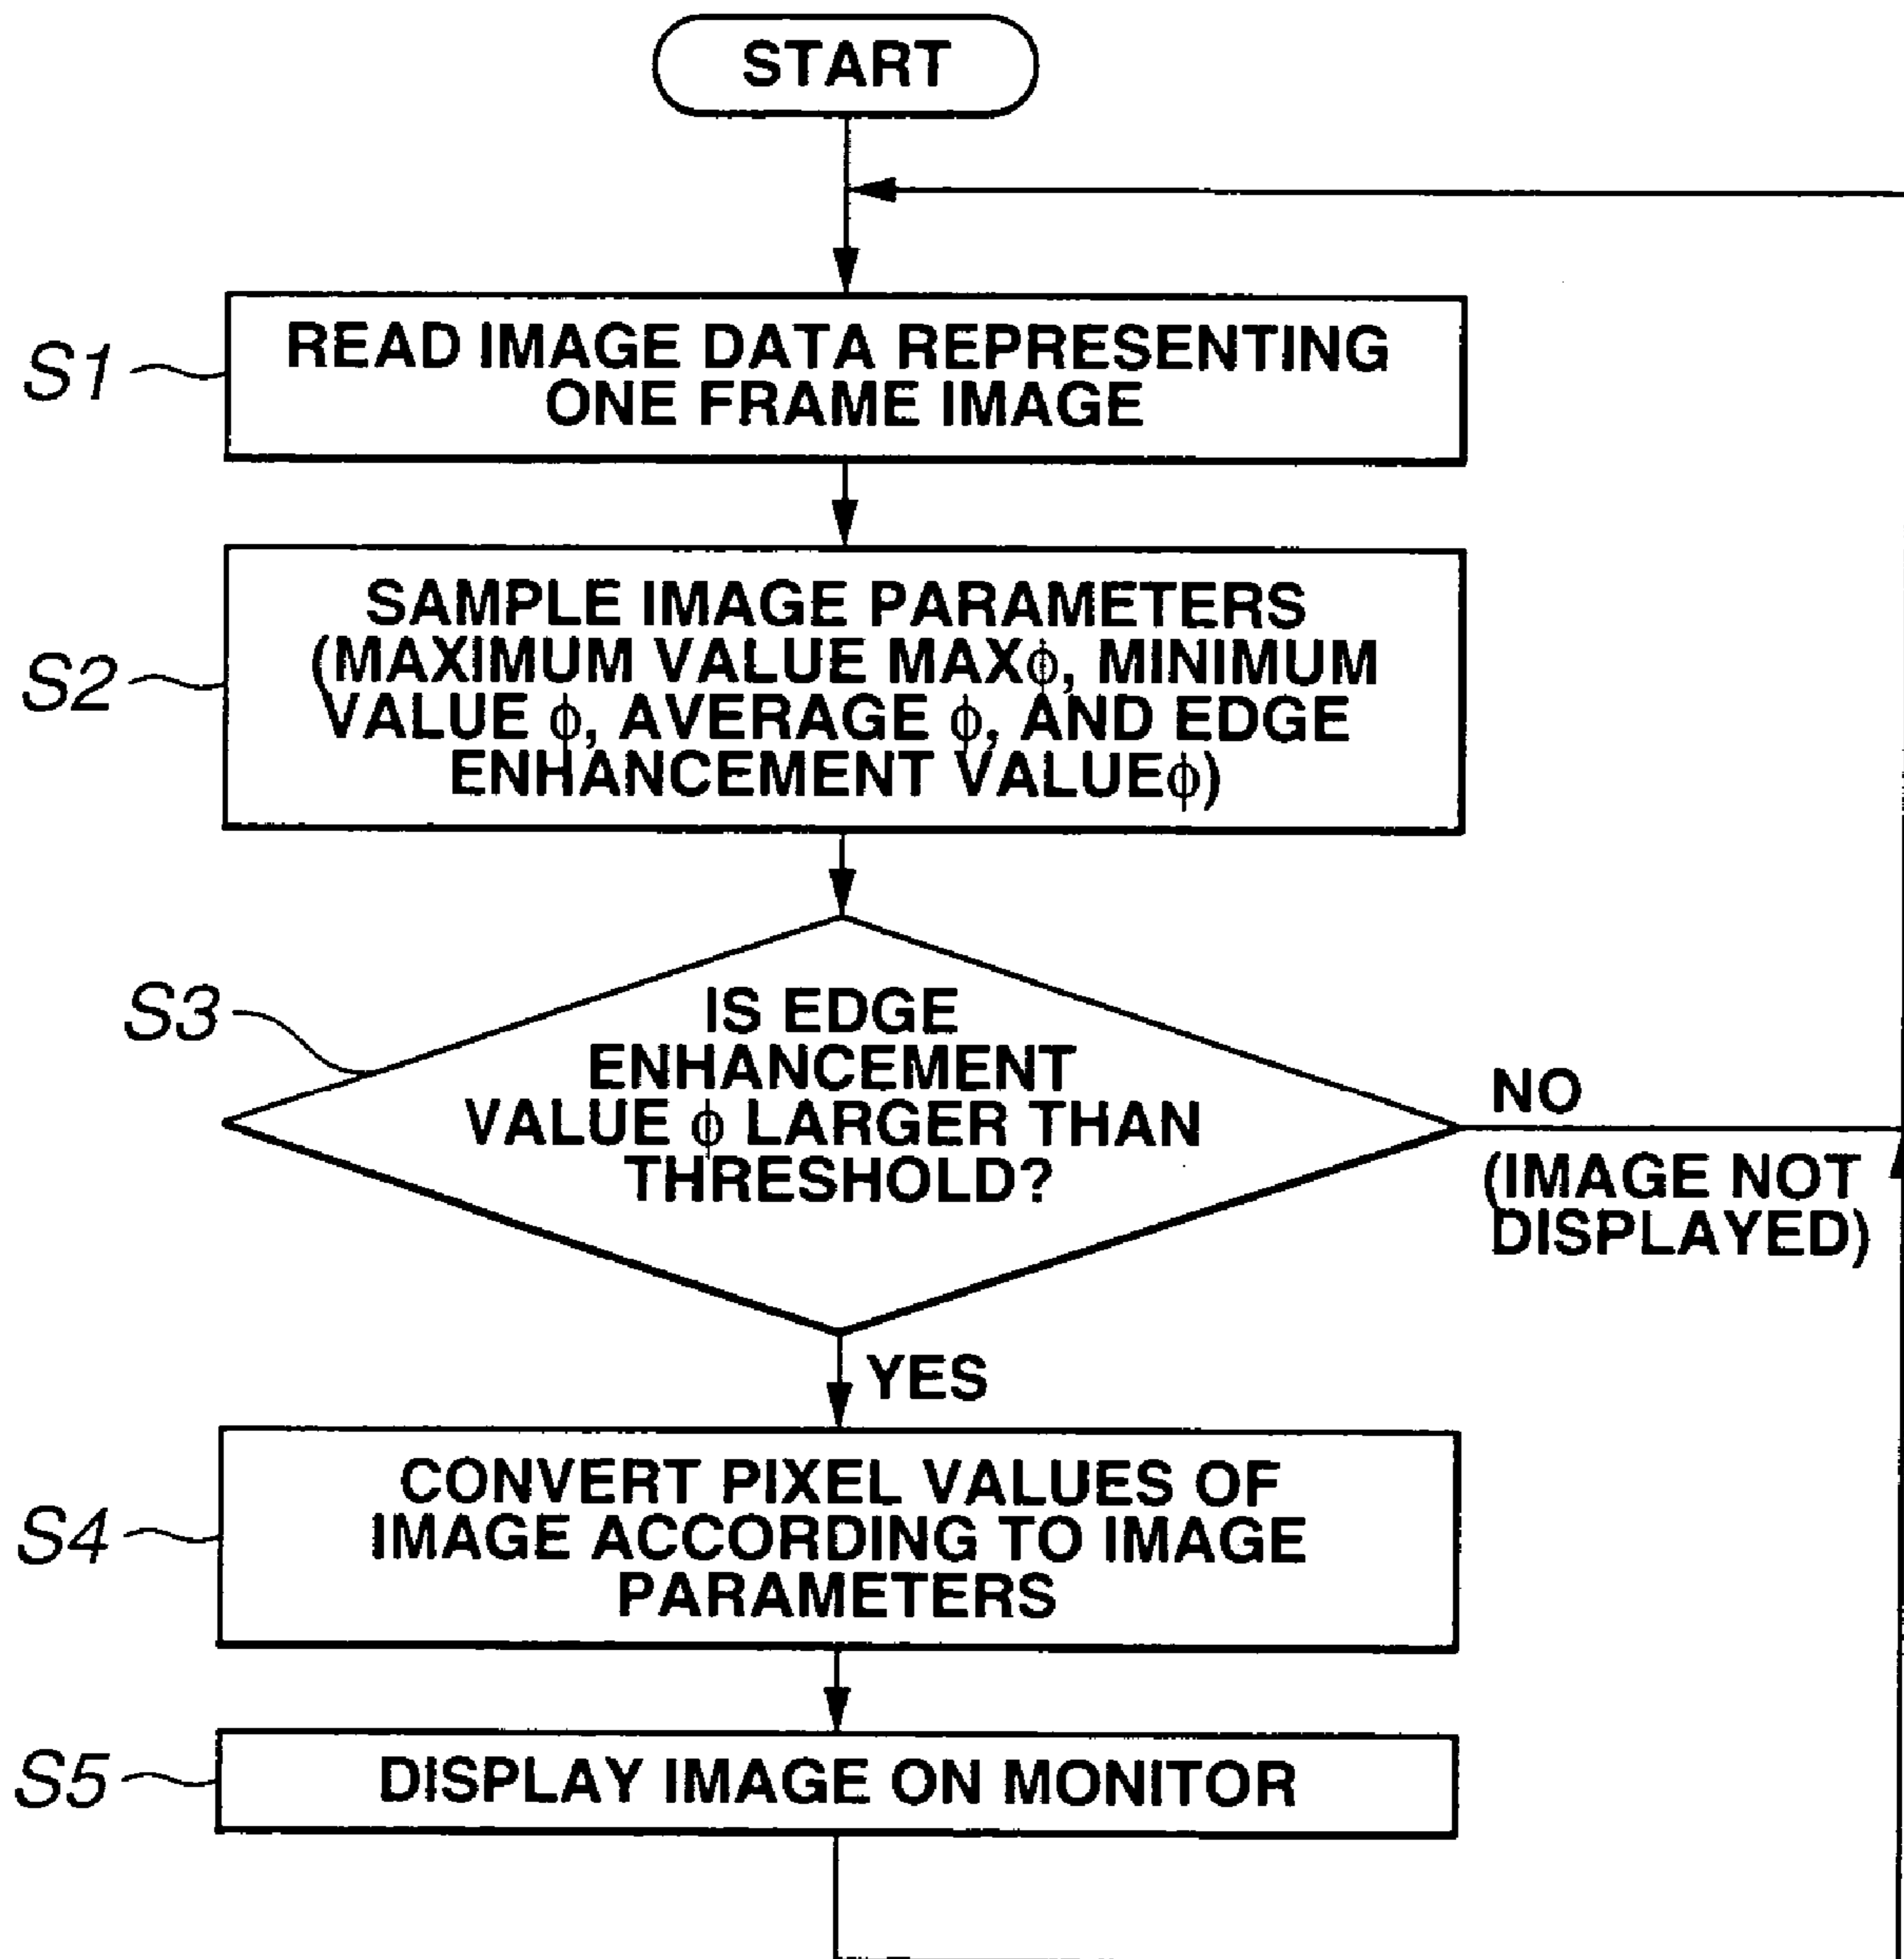 START
S1
READ IMAGE DATA REPRESENTING
ONE FRAME IMAGE
S2
SAMPLE IMAGE PARAMETERS
(MAXIMUM VALUE MAXϕ, MINIMUM
VALUE ϕ, AVERAGE ϕ, AND EDGE
ENHANCEMENT VALUEϕ)
S3
IS EDGE
ENHANCEMENT
VALUE ϕ LARGER THAN
THRESHOLD?
NO
(IMAGE NOT
DISPLAYED)
YES
S4
CONVERT PIXEL VALUES OF
IMAGE ACCORDING TO IMAGE
PARAMETERS
S5
DISPLAY IMAGE ON MONITOR